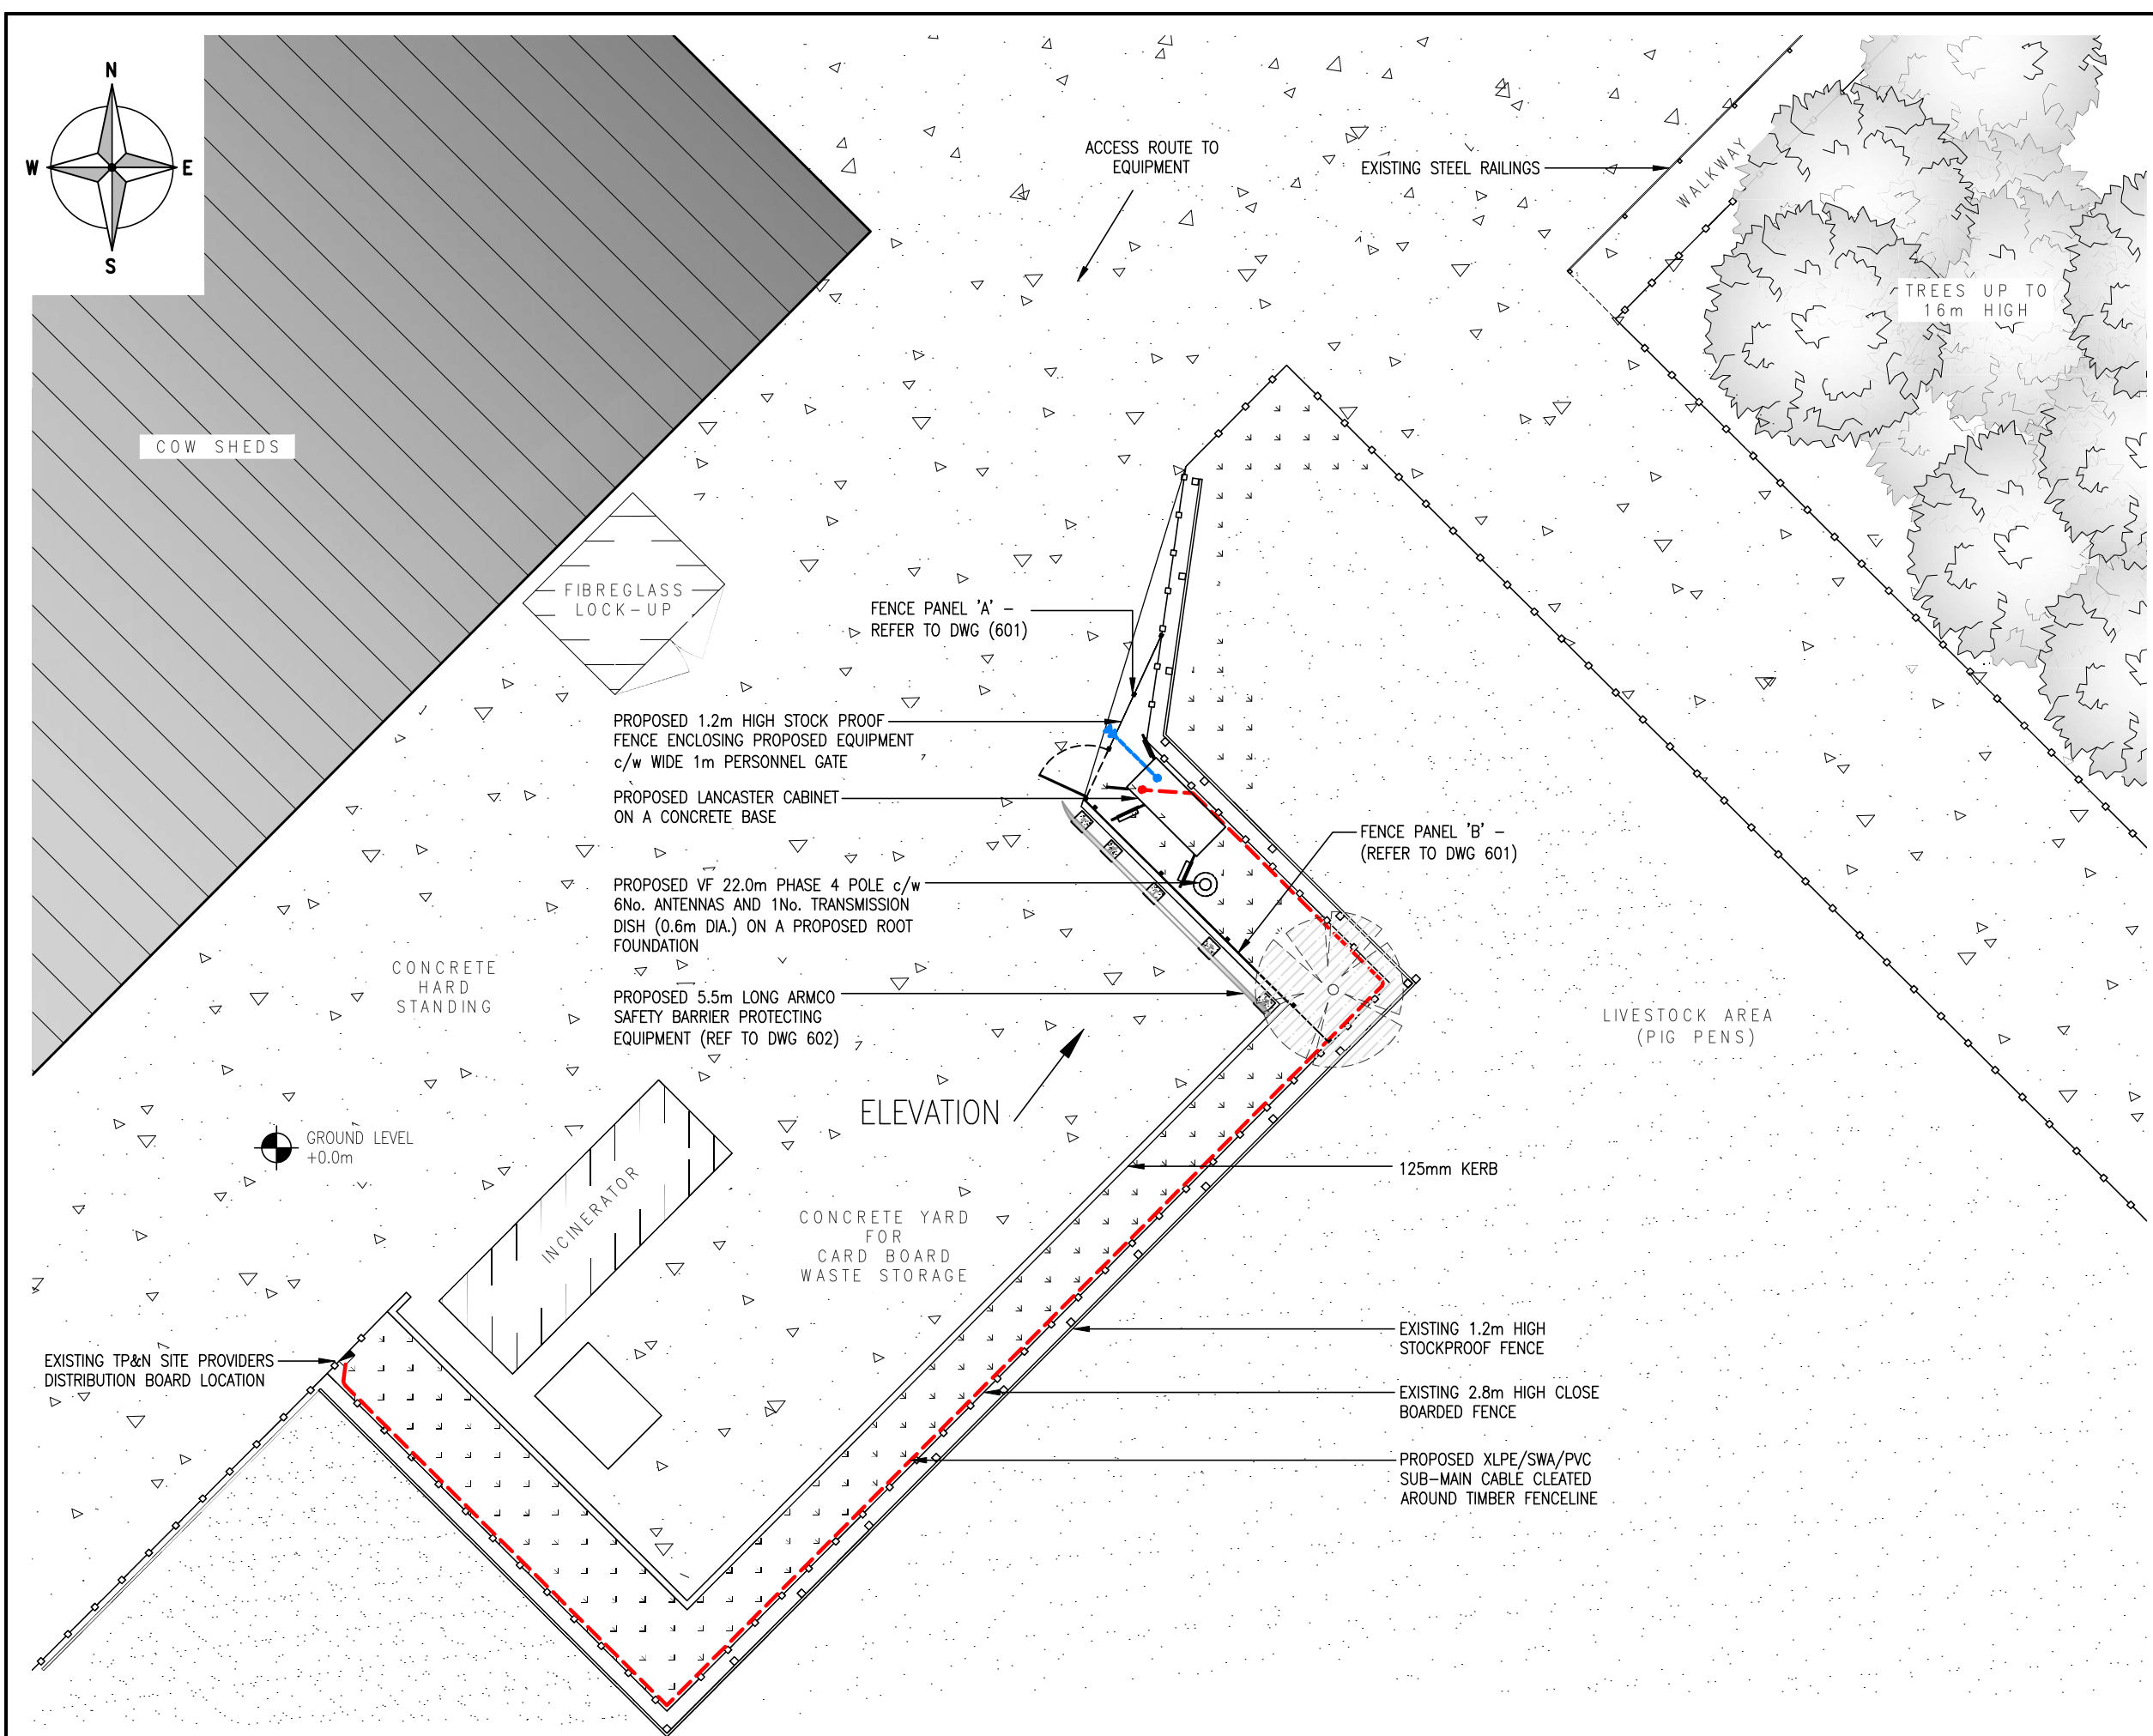 N
W E
S
ACCESS ROUTE TO
EQUIPMENT
EXISTING STEEL RAILINGS
WALKWAY
TREES UP TO
16m HIGH
COW SHEDS
FIBREGLASS
LOCK-UP
FENCE PANEL 'A' -
REFER TO DWG (601)
PROPOSED 1.2m HIGH STOCK PROOF
FENCE ENCLOSING PROPOSED EQUIPMENT
c/w WIDE 1m PERSONNEL GATE
PROPOSED LANCASTER CABINET
ON A CONCRETE BASE
FENCE PANEL 'B' -
(REFER TO DWG 601)
PROPOSED VF 22.0m PHASE 4 POLE c/w
6No. ANTENNAS AND 1No. TRANSMISSION
DISH (0.6m DIA.) ON A PROPOSED ROOT
FOUNDATION
CONCRETE
HARD
STANDING
PROPOSED 5.5m LONG ARMCO
SAFETY BARRIER PROTECTING
EQUIPMENT (REF TO DWG 602)
LIVESTOCK AREA
(PIG PENS)
ELEVATION
GROUND LEVEL
+0.0m
125mm KERB
INCINERATOR
CONCRETE YARD
FOR
CARD BOARD
WASTE STORAGE
EXISTING 1.2m HIGH
STOCKPROOF FENCE
EXISTING TP&N SITE PROVIDERS
DISTRIBUTION BOARD LOCATION
EXISTING 2.8m HIGH CLOSE
BOARDED FENCE
PROPOSED XLPE/SWA/PVC
SUB-MAIN CABLE CLEATED
AROUND TIMBER FENCELINE